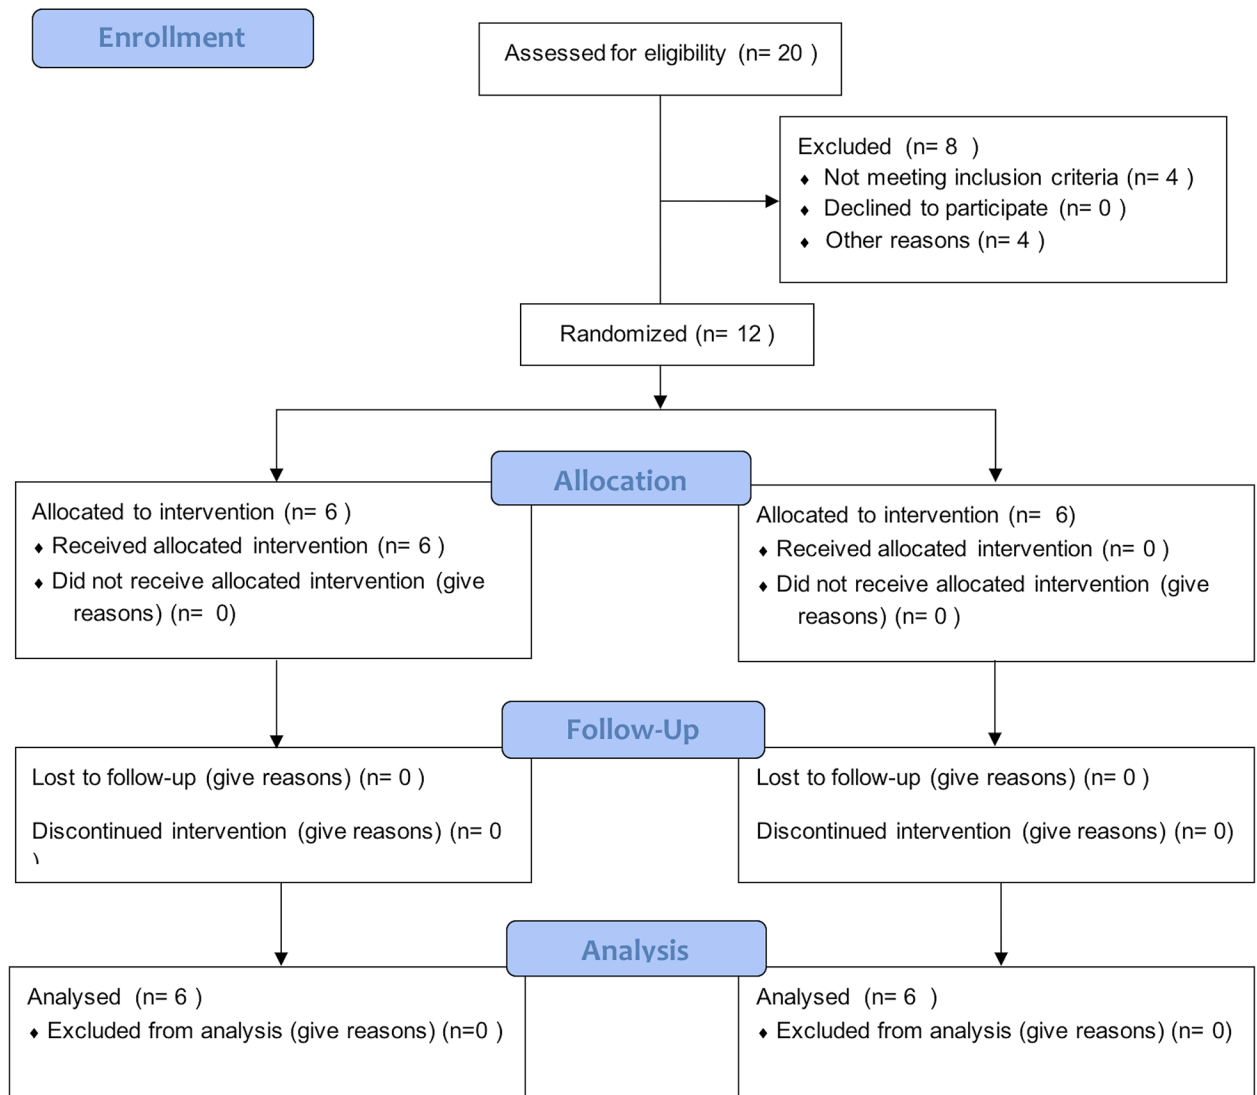 Enrollment
Assessed for eligibility (n= 20 )
Excluded (n= 8 )
♦ Not meeting inclusion criteria (n= 4 )
♦ Declined to participate (n= 0 )
♦ Other reasons (n= 4 )
Randomized (n= 12 )
Allocation
Allocated to intervention (n= 6 )
♦ Received allocated intervention (n= 6 )
♦ Did not receive allocated intervention (give
reasons) (n= 0)
Allocated to intervention (n= 6)
♦ Received allocated intervention (n= 0 )
♦ Did not receive allocated intervention (give
reasons) (n= 0 )
Follow-Up
Lost to follow-up (give reasons) (n= 0 )
Discontinued intervention (give reasons) (n= 0
)
Lost to follow-up (give reasons) (n= 0 )
Discontinued intervention (give reasons) (n= 0)
Analysis
Analysed (n= 6 )
♦ Excluded from analysis (give reasons) (n=0 )
Analysed (n= 6 )
♦ Excluded from analysis (give reasons) (n= 0)